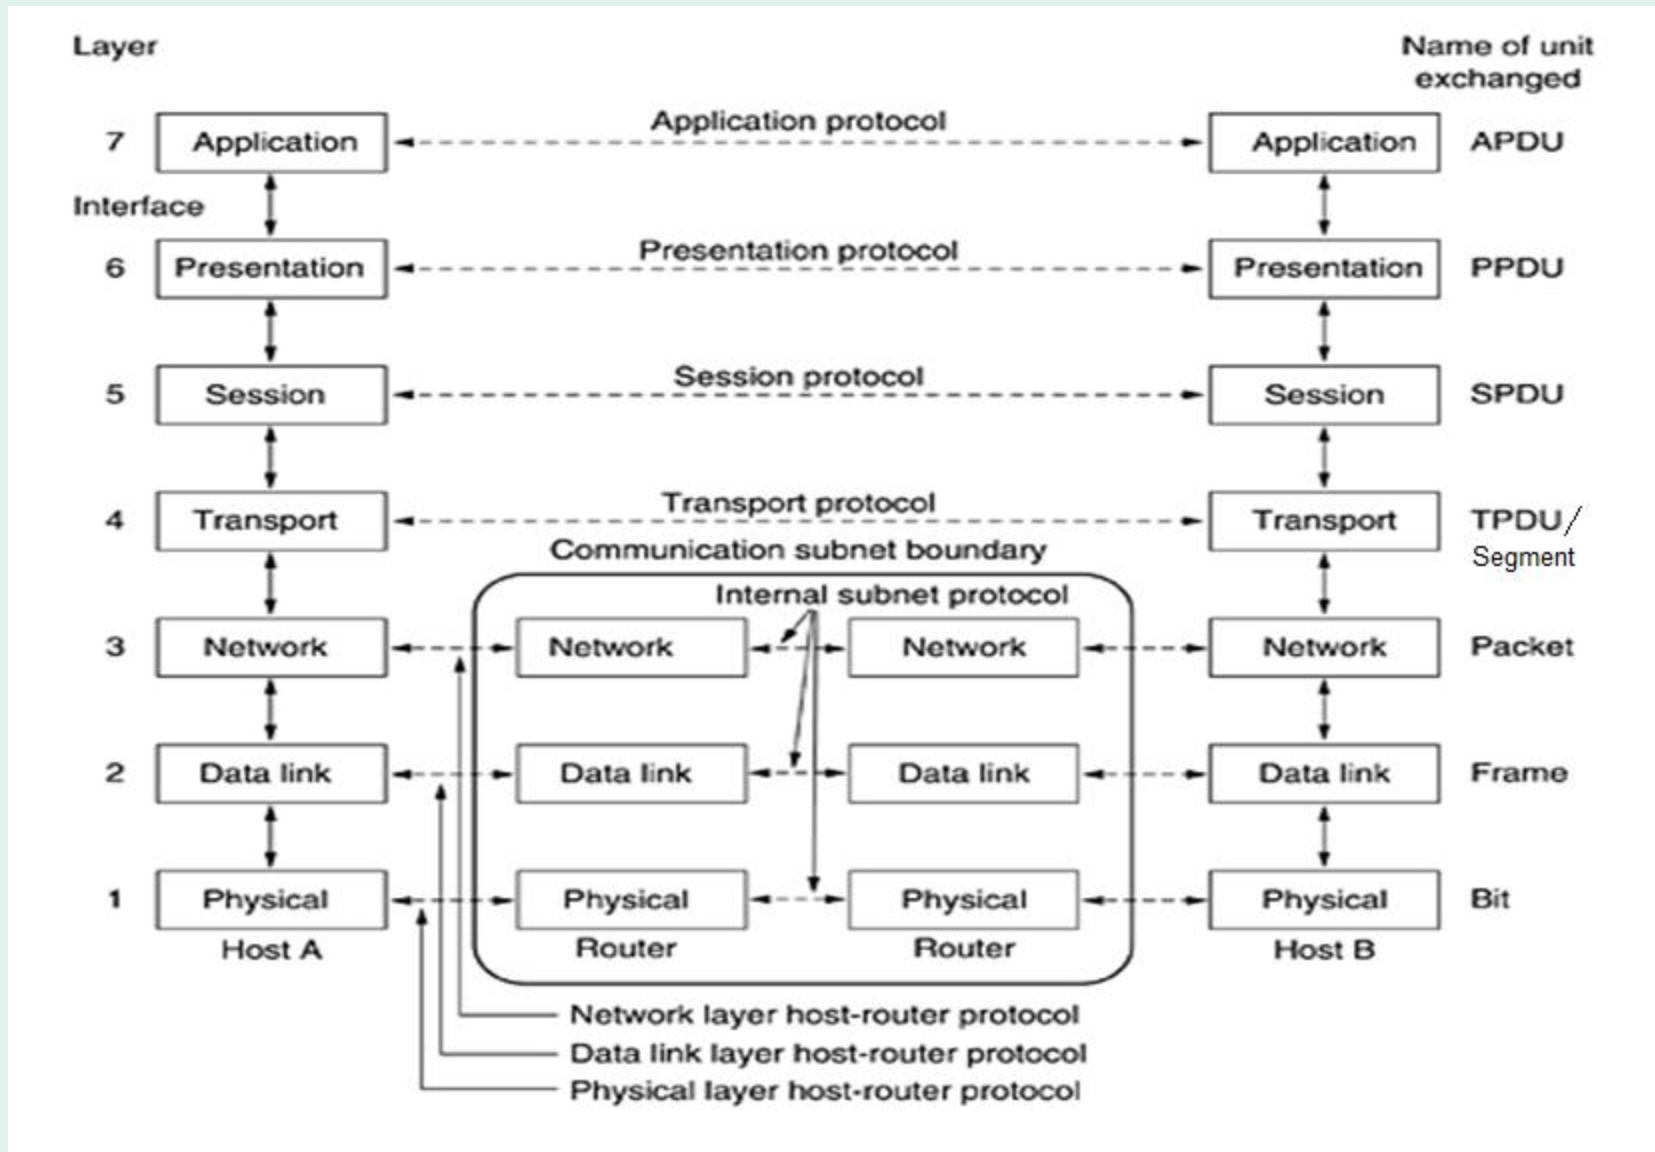 Layer
Name of unit
exchanged
7 Application Application protocol Application APDU
Interface
6 Presentation Presentation protocol Presentation PPDU
5 Session Session protocol Session SPDU
4 Transport Transport protocol Transport TPDU/
Segment
Communication subnet boundary
Internal subnet protocol
3 Network Network Network Network Packet
2 Data link Data link Data link Data link Frame
1 Physical Physical Physical Physical Bit
Host A Router Router Host B
Network layer host-router protocol
Data link layer host-router protocol
Physical layer host-router protocol